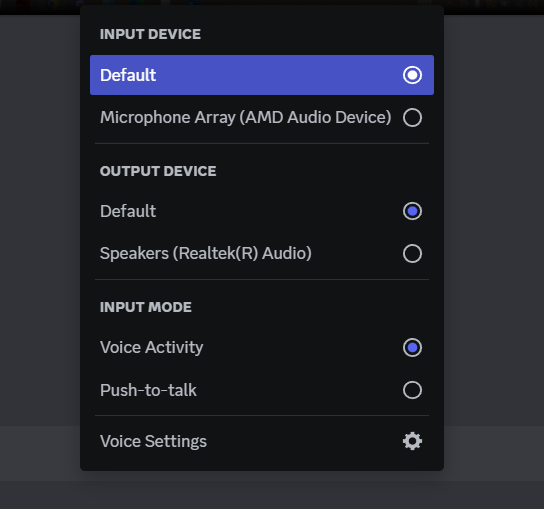 INPUT DEVICE
Default
Microphone Array (AMD Audio Device)
OUTPUT DEVICE
Default
Speakers (Realtek(R) Audio)
INPUT MODE
Voice Activity
Push-to-talk
Voice Settings